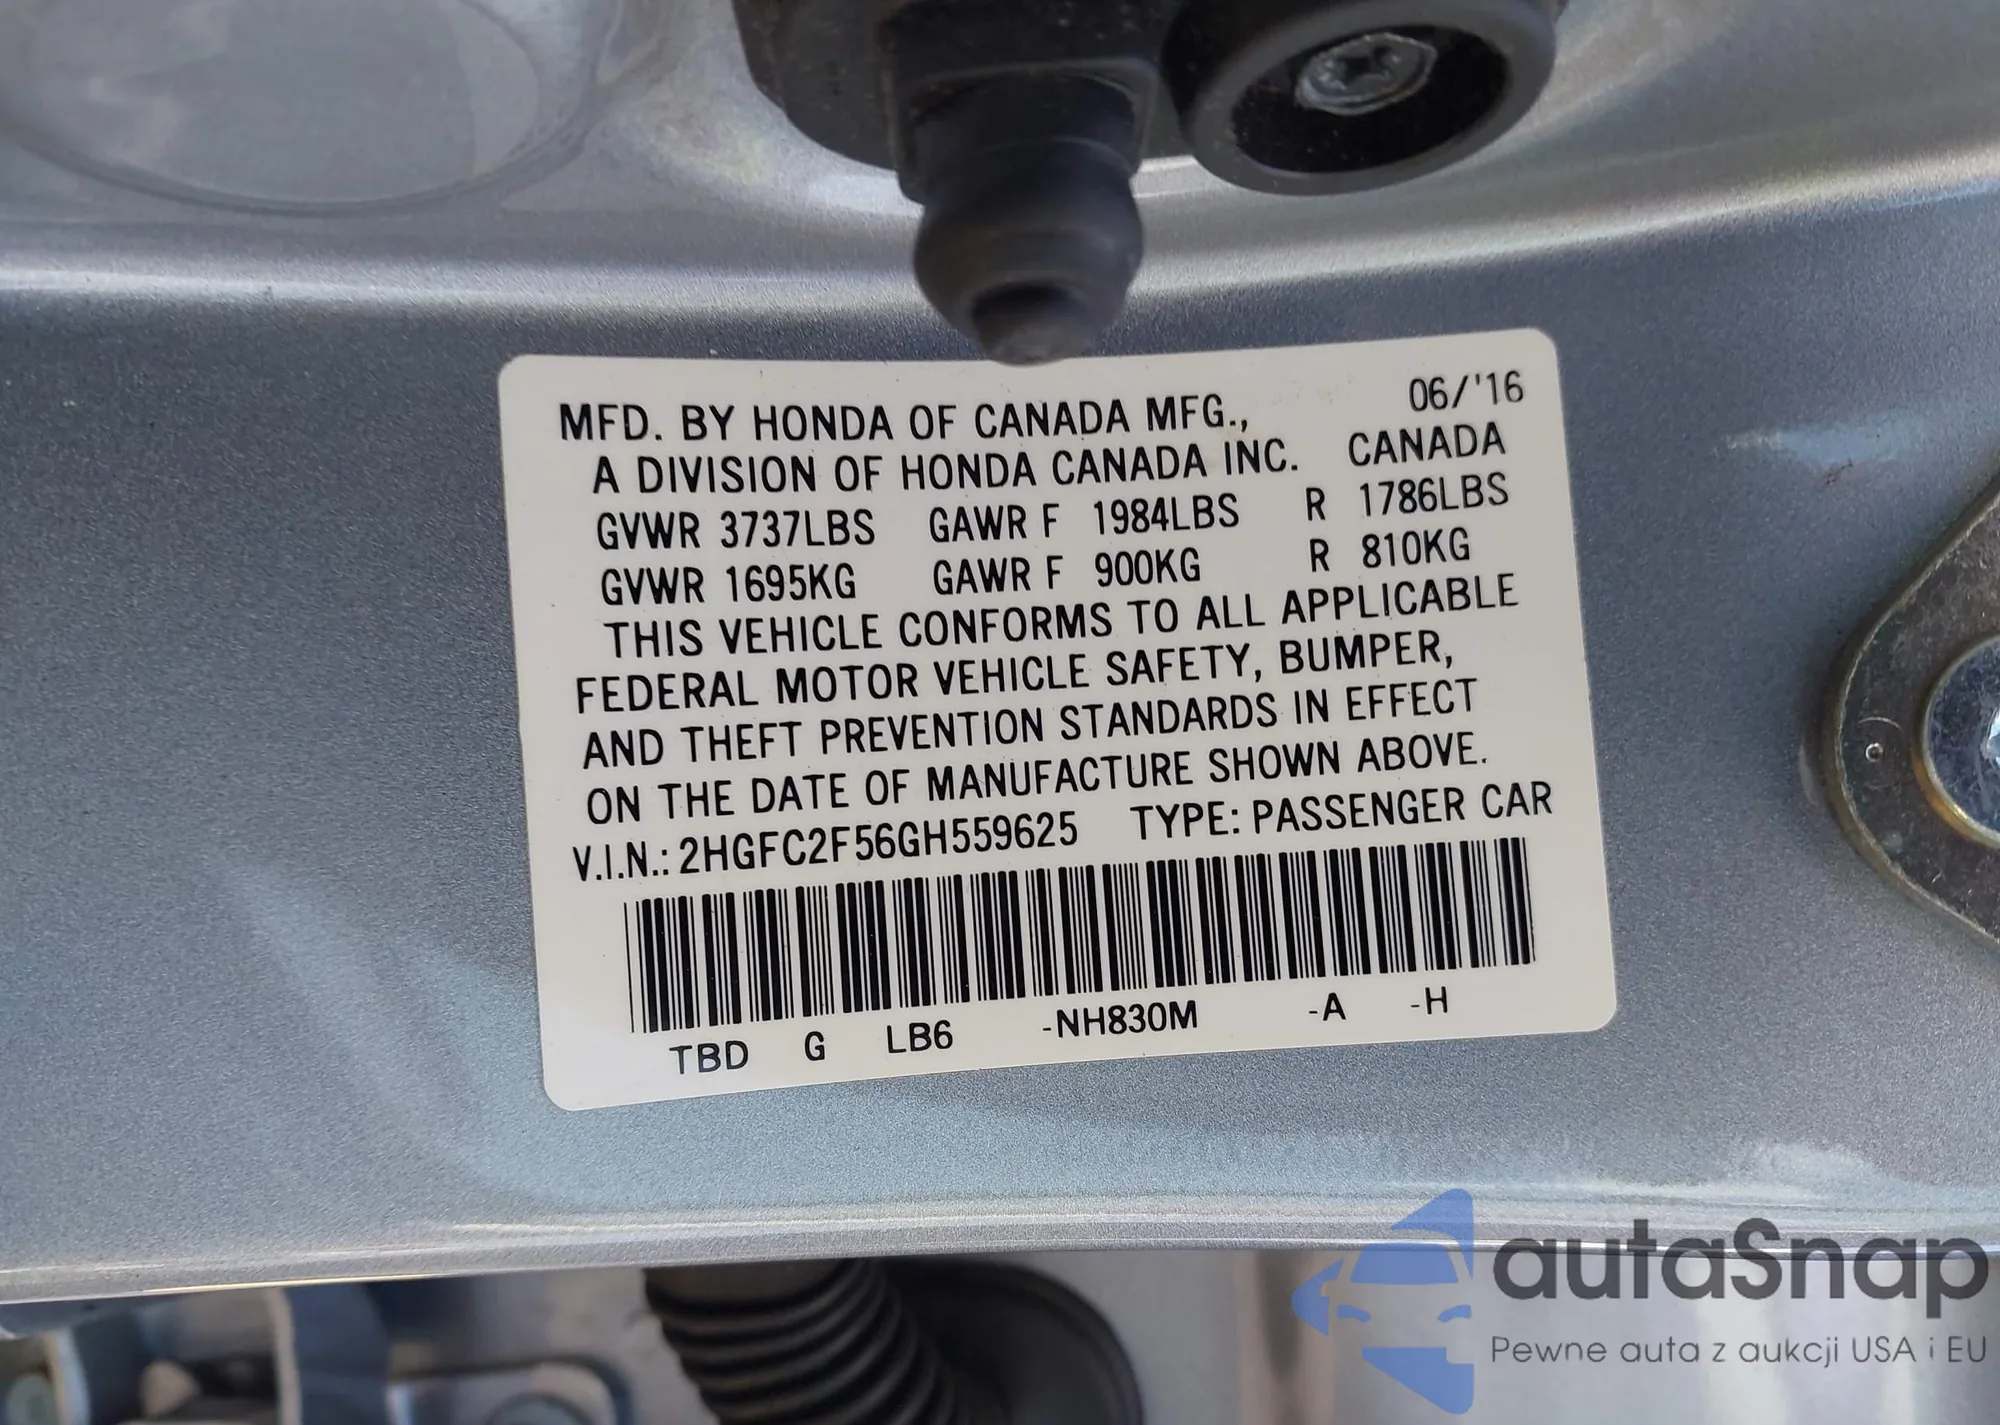 MFD. BY HONDA OF CANADA MFG., 06/'16
A DIVISION OF HONDA CANADA INC. CANADA
GVWR 3737LBS GAWR F 1984LBS R 1786LBS
GVWR 1695KG GAWR F 900KG R 810KG
THIS VEHICLE CONFORMS TO ALL APPLICABLE
FEDERAL MOTOR VEHICLE SAFETY, BUMPER,
AND THEFT PREVENTION STANDARDS IN EFFECT
ON THE DATE OF MANUFACTURE SHOWN ABOVE.
V.I.N.: 2HGFC2F56GH559625 TYPE: PASSENGER CAR
TBD G LB6 -NH830M -A -H
autaSnap
Pewne auta z aukcji USA i EU